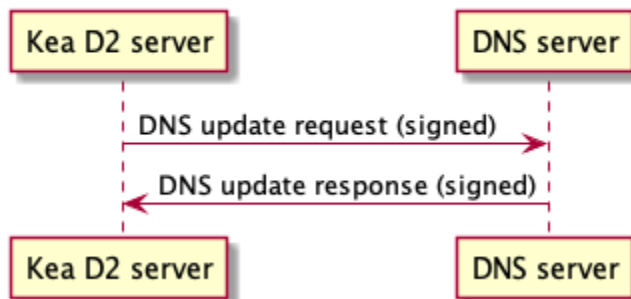 Kea D2 server
DNS server
DNS update request (signed)
DNS update response (signed)
Kea D2 server
DNS server